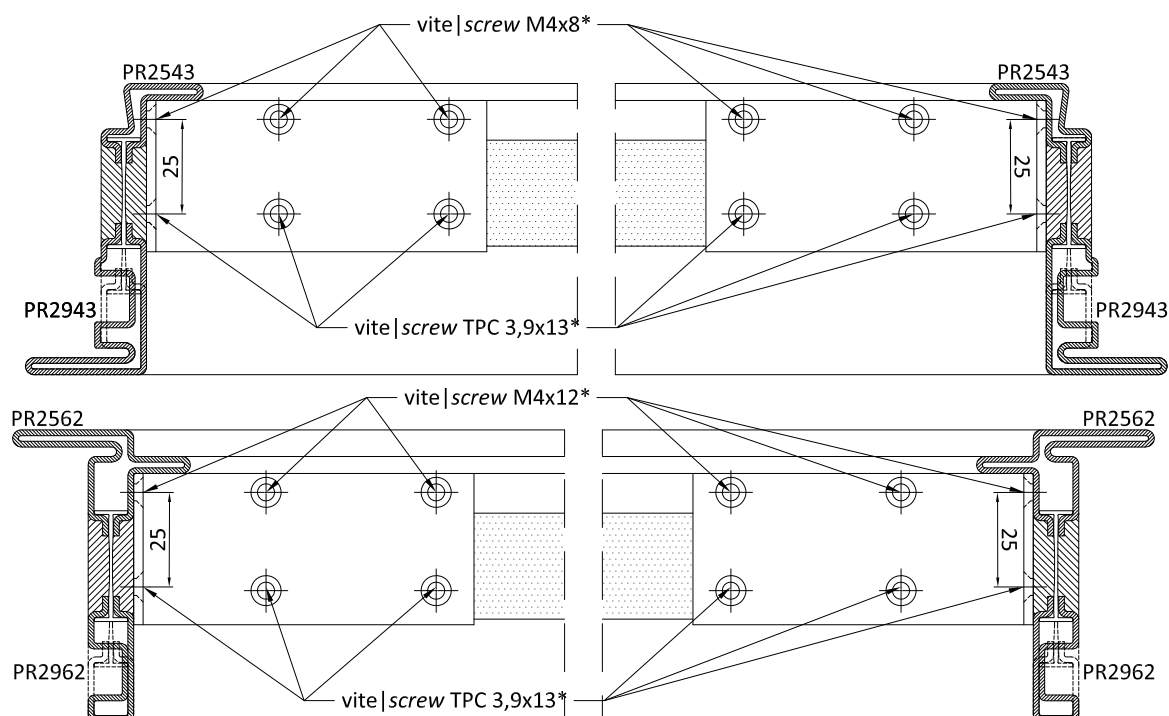 vite|screw M4x8*
PR2543
PR2543
25
25
PR2943
PR2943
vite|screw TPC 3,9x13*
vite|screw M4x12*
PR2562
PR2562
25
25
PR2962
PR2962
vite|screw TPC 3,9x13*